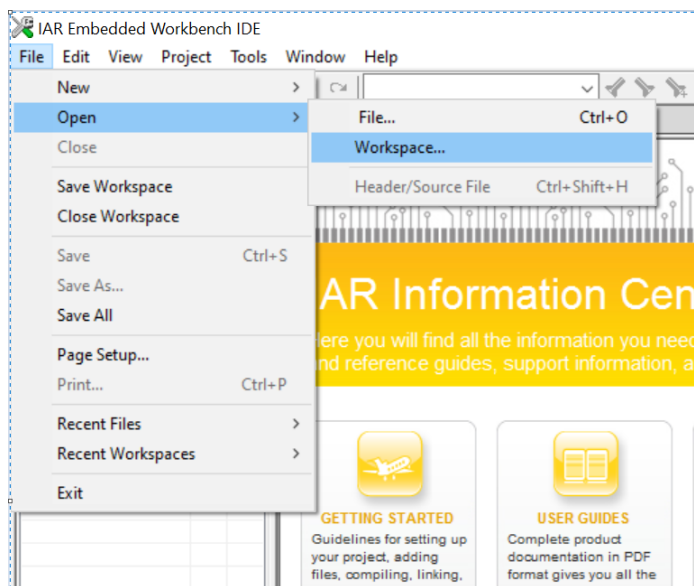 IAR Embedded Workbench IDE
File Edit View Project Tools Window Help
New
Open
Close
Save Workspace
Close Workspace
Save Ctrl+S
Save As...
Save All
Page Setup...
Print... Ctrl+P
Recent Files
Recent Workspaces
Exit
File... Ctrl+O
Workspace...
Header/Source File Ctrl+Shift+H
AR Information Cen
ere you will find all the information you need
nd reference guides, support information, a
GETTING STARTED
Guidelines for setting up
your project, adding
files, compiling, linking,
USER GUIDES
Complete product
documentation in PDF
format gives you all the